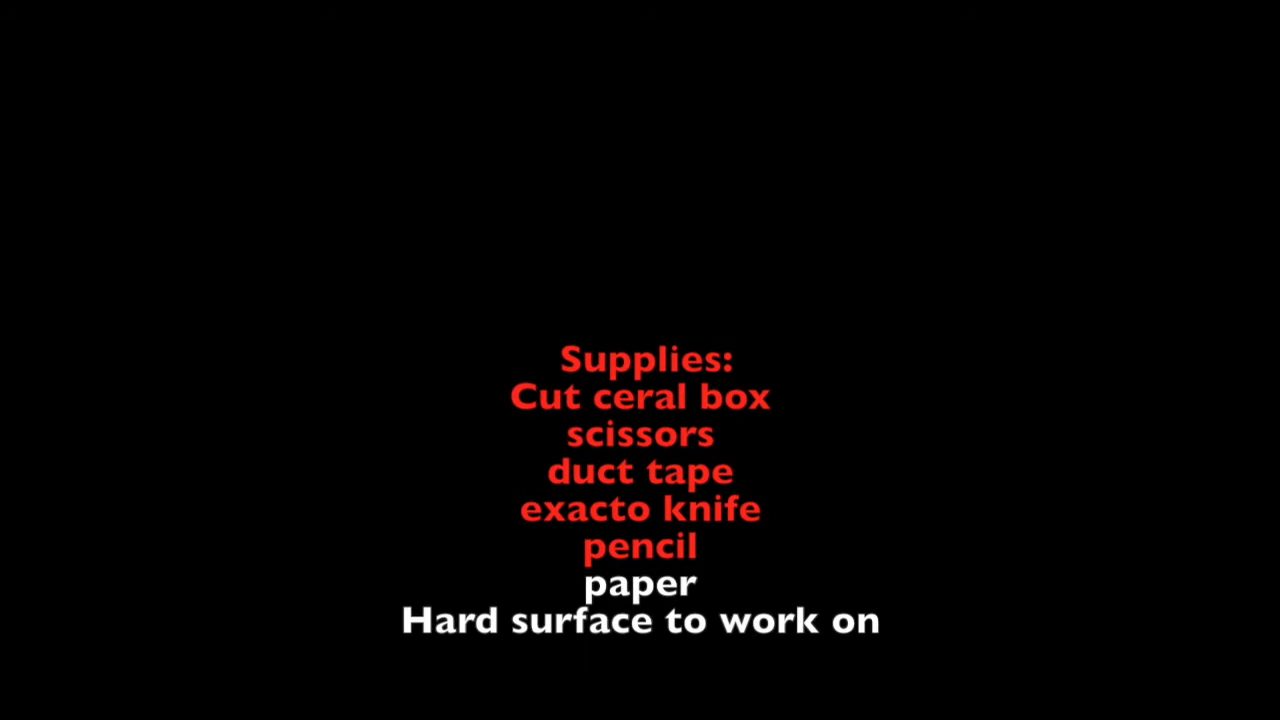 Supplies:
Cut ceral box
scissors
duct tape
exacto knife
pencil
paper
Hard surface to work on